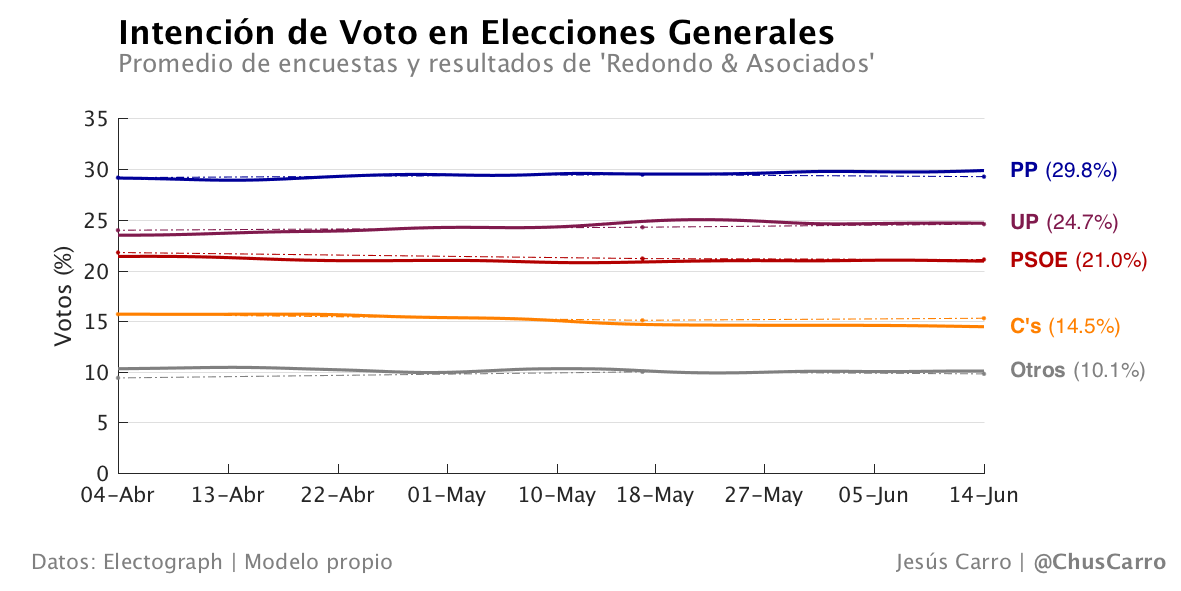 Intención de Voto en Elecciones Generales
Promedio de encuestas y resultados de 'Redondo & Asociados'
Votos (%)
35
30
25
20
15
10
5
0
04-Abr 13-Abr 22-Abr 01-May 10-May 18-May 27-May 05-Jun 14-Jun
PP (29.8%)
UP (24.7%)
PSOE (21.0%)
C's (14.5%)
Otros (10.1%)
Datos: Electograph | Modelo propio
Jesús Carro | @ChusCarro